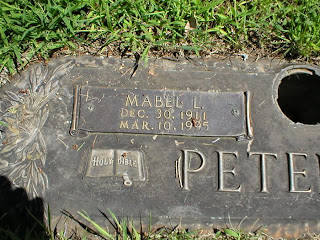 MABEL L.
DEC. 30. 1911
MAR. 10. 1995
HOLY BIBLE
PETE